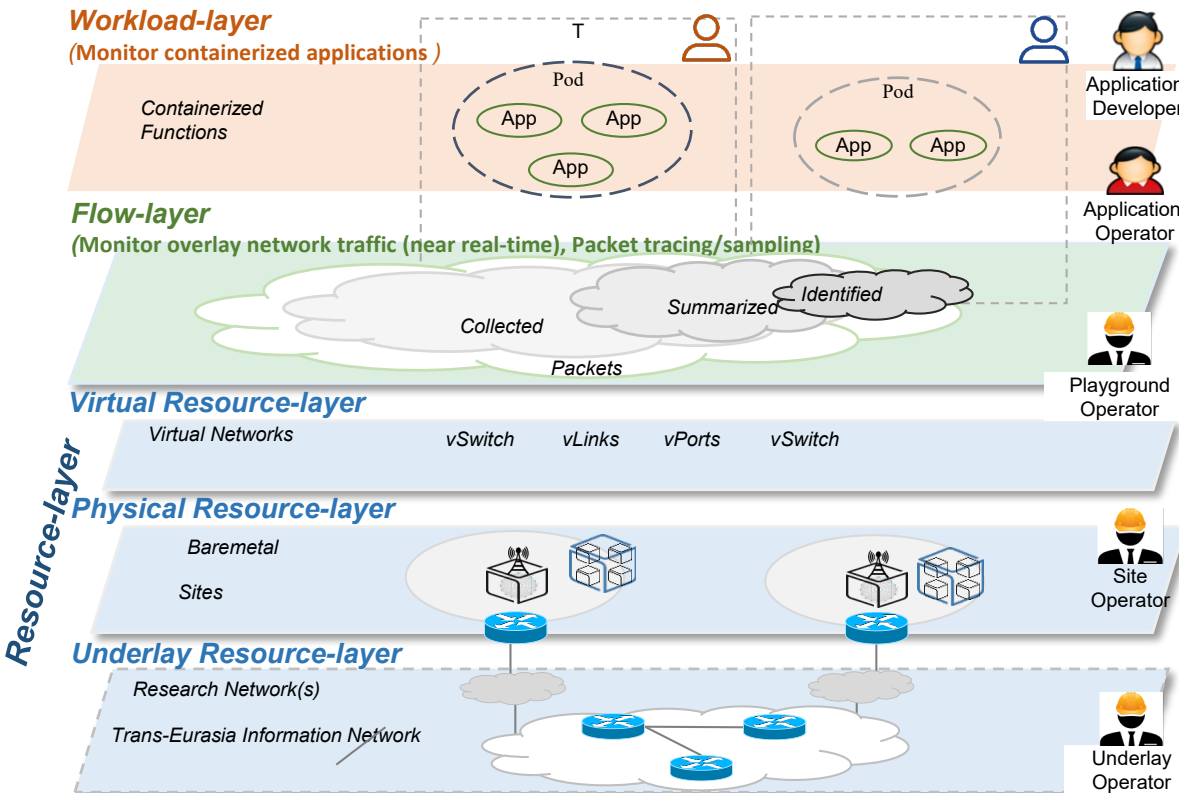 Workload-layer
(Monitor containerized applications )
T
Pod
App
App
App
Pod
App
App
Containerized
Functions
Application
Developer
Application
Operator
Flow-layer
(Monitor overlay network traffic (near real-time), Packet tracing/sampling)
Identified
Summarized
Collected
Packets
Playground
Operator
Virtual Resource-layer
Virtual Networks
vSwitch
vLinks
vPorts
vSwitch
Resource-layer
Physical Resource-layer
Baremetal
Sites
Site
Operator
Underlay Resource-layer
Research Network(s)
Trans-Eurasia Information Network
Underlay
Operator